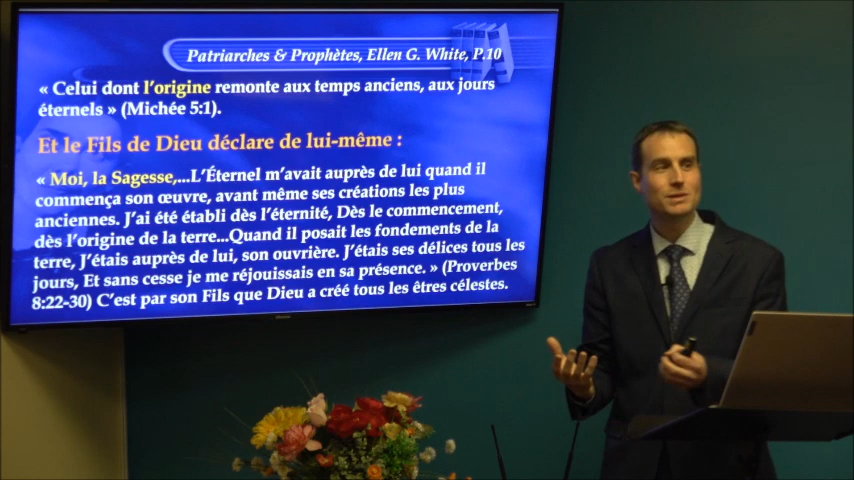 Patriarches & Prophètes, Ellen G. White, P.10
« Celui dont l’origine remonte aux temps anciens, aux jours
éternels » (Michée 5:1).
Et le Fils de Dieu déclare de lui-même :
« Moi, la Sagesse,...L’Éternel m’avait auprès de lui quand il
commença son œuvre, avant même ses créations les plus
anciennes. J’ai été établi dès l’éternité, Dès le commencement,
dès l’origine de la terre...Quand il posait les fondements de la
terre, J’étais auprès de lui, son ouvrière. J’étais ses délices tous les
jours, Et sans cesse je me réjouissais en sa présence. » (Proverbes
8:22-30) C’est par son Fils que Dieu a créé tous les êtres célestes.